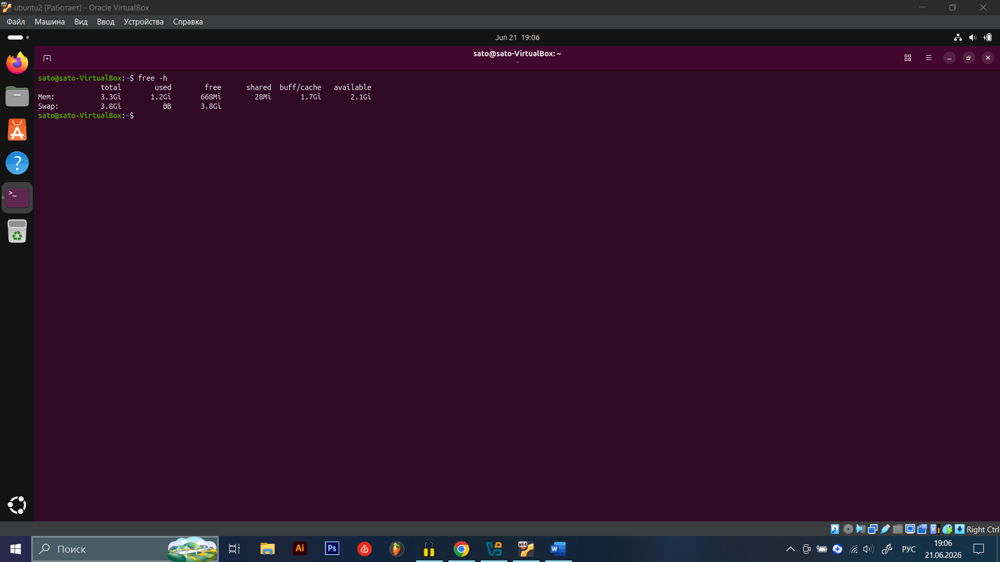 ubuntu2 [Работает] - Oracle VirtualBox
Файл Машина Вид Ввод Устройства Справка
Jun 21 19:06
sato@sato-VirtualBox: ~
~
sato@sato-VirtualBox:~$ free -h
total used free shared buff/cache available
Mem: 3.3Gi 1.2Gi 668Mi 28Mi 1.7Gi 2.1Gi
Swap: 3.8Gi 0B 3.8Gi
sato@sato-VirtualBox:~$
Right Ctrl
Поиск
Ai
Ps
x64
W
РУС
19:06
21.06.2026